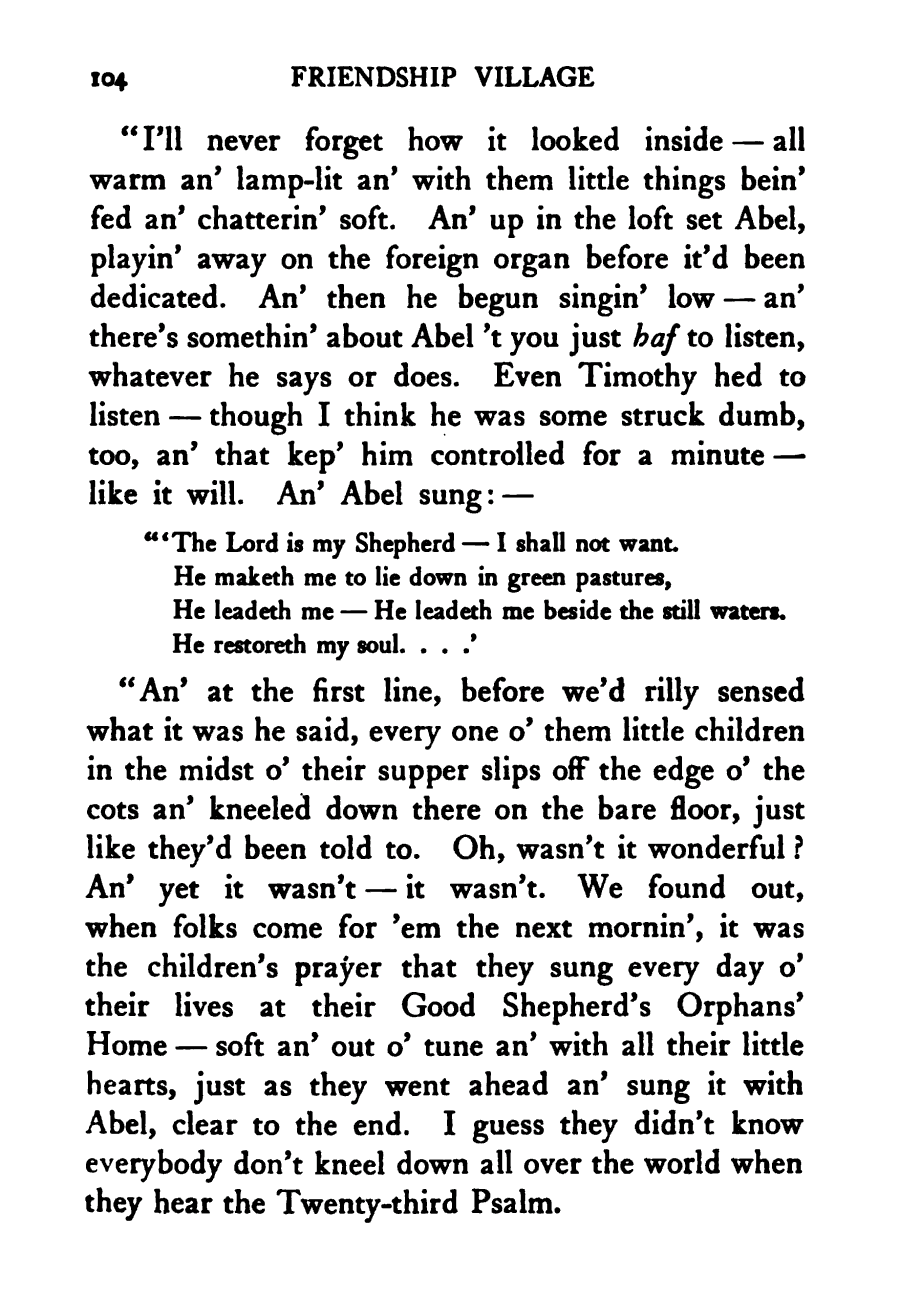 104 FRIENDSHIP VILLAGE
“I’ll never forget how it looked inside — all
warm an’ lamp-lit an’ with them little things bein’
fed an’ chatterin’ soft. An’ up in the loft set Abel,
playin’ away on the foreign organ before it’d been
dedicated. An’ then he begun singin’ low — an’
there’s somethin’ about Abel ’t you just haf to listen,
whatever he says or does. Even Timothy hed to
listen — though I think he was some struck dumb,
too, an’ that kep’ him controlled for a minute —
like it will. An’ Abel sung: —
“‘The Lord is my Shepherd — I shall not want.
He maketh me to lie down in green pastures,
He leadeth me — He leadeth me beside the still waters.
He restoreth my soul. . . .’
“An’ at the first line, before we’d rilly sensed
what it was he said, every one o’ them little children
in the midst o’ their supper slips off the edge o’ the
cots an’ kneeled down there on the bare floor, just
like they’d been told to. Oh, wasn’t it wonderful?
An’ yet it wasn’t — it wasn’t. We found out,
when folks come for ’em the next mornin’, it was
the children’s prayer that they sung every day o’
their lives at their Good Shepherd’s Orphans’
Home — soft an’ out o’ tune an’ with all their little
hearts, just as they went ahead an’ sung it with
Abel, clear to the end. I guess they didn’t know
everybody don’t kneel down all over the world when
they hear the Twenty-third Psalm.